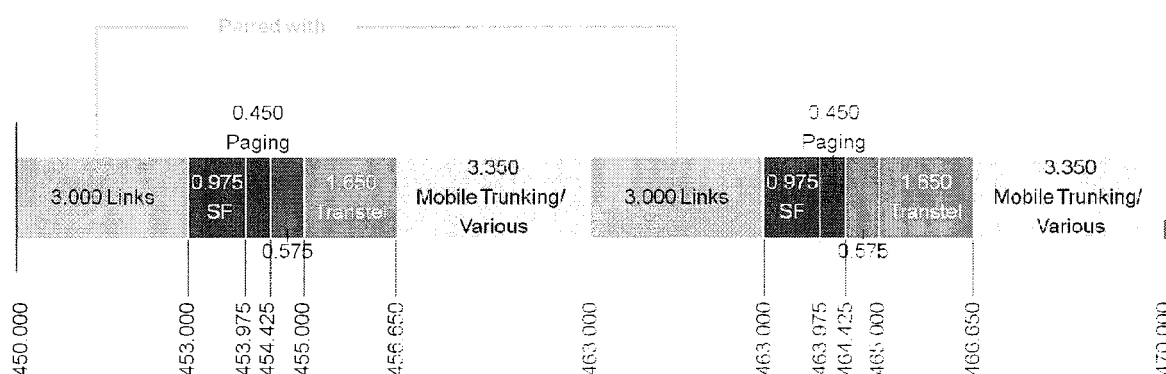 Paired with
0.450
Paging
0.450
Paging
3.000 Links
0.975
SF
1.650
Transtel
3.350
Mobile Trunking/
Various
3.000 Links
0.975
SF
1.650
Transtel
3.350
Mobile Trunking/
Various
0.575
0.575
450.000
453.000
453.975
454.425
455.000
456.650
463.000
463.000
463.975
464.425
465.000
466.650
470.000